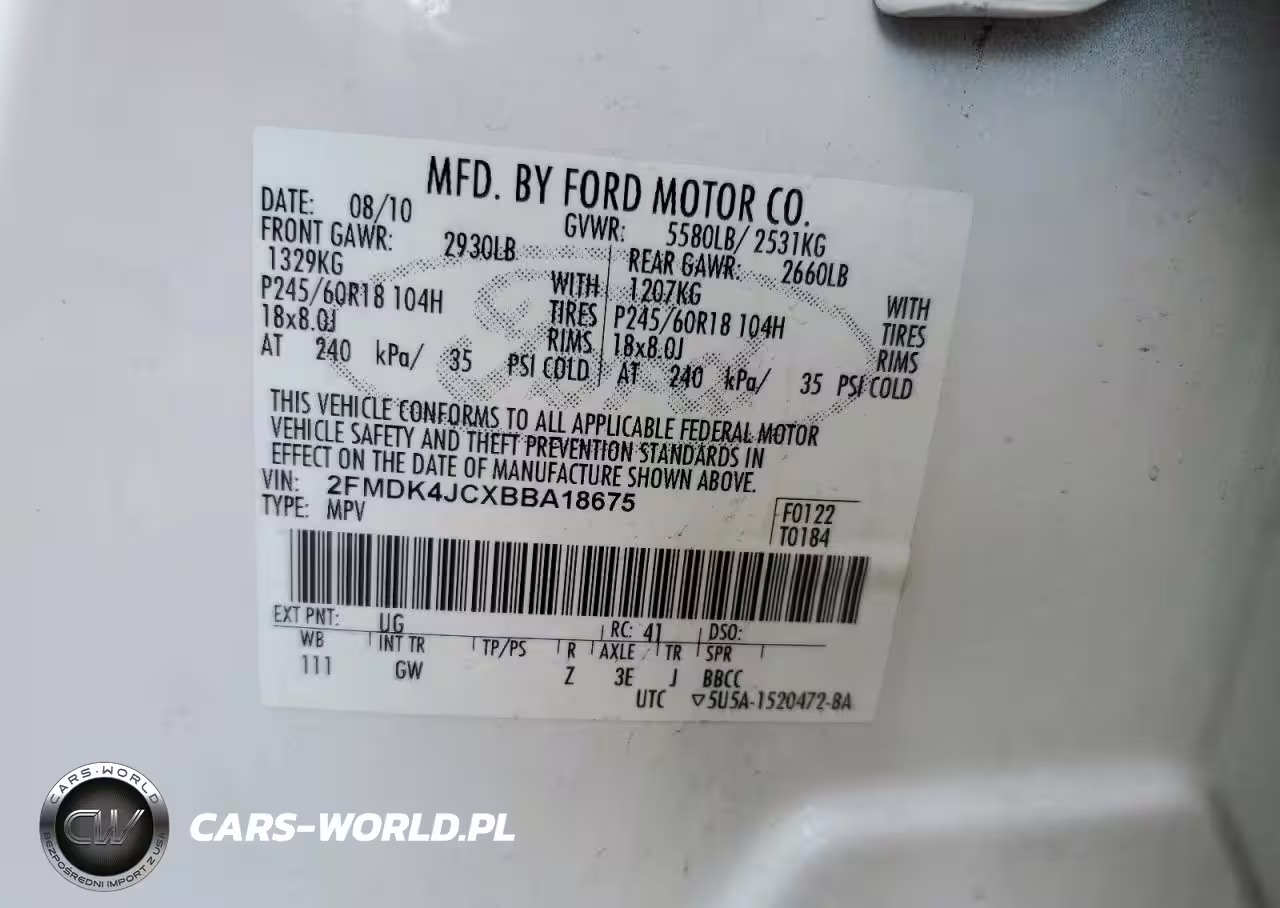 MFD. BY FORD MOTOR CO.
DATE: 08/10 GVWR: 5580LB/ 2531KG
FRONT GAWR: 2930LB REAR GAWR: 2660LB
1329KG WITH 1207KG WITH
P245/60R18 104H TIRES P245/60R18 104H TIRES
18x8.0J RIMS 18x8.0J RIMS
AT 240 kPa/ 35 PSI COLD AT 240 kPa/ 35 PSI COLD
THIS VEHICLE CONFORMS TO ALL APPLICABLE FEDERAL MOTOR
VEHICLE SAFETY AND THEFT PREVENTION STANDARDS IN
EFFECT ON THE DATE OF MANUFACTURE SHOWN ABOVE.
VIN: 2FMDK4JCXBBA18675
TYPE: MPV
F0122
T0184
EXT PNT: UG RC: 41 DSO:
WB INT TR TP/PS R AXLE TR SPR
111 GW Z 3E J BBCC
UTC ▽5U5A-1520472-BA
CARS-WORLD
CW
BEZPOŚREDNI IMPORT Z USA
CARS-WORLD.PL